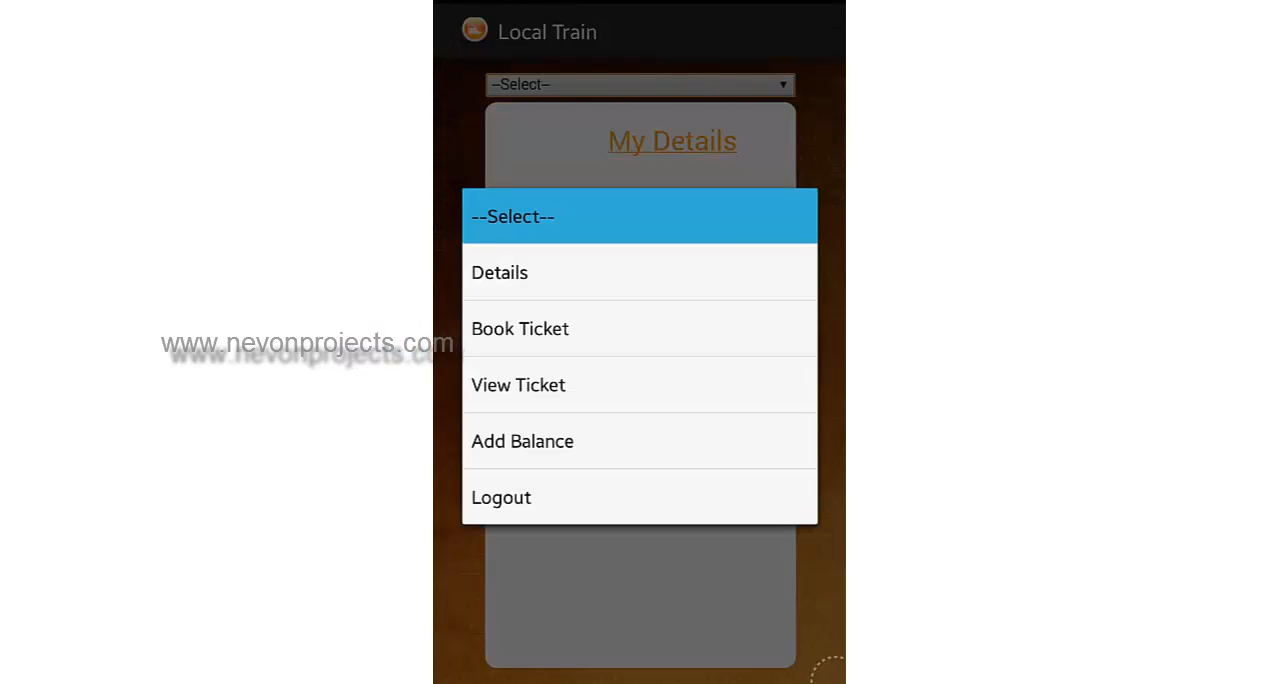 Local Train
--Select--
My Details
--Select--
Details
Book Ticket
www.nevonprojects.com
View Ticket
Add Balance
Logout